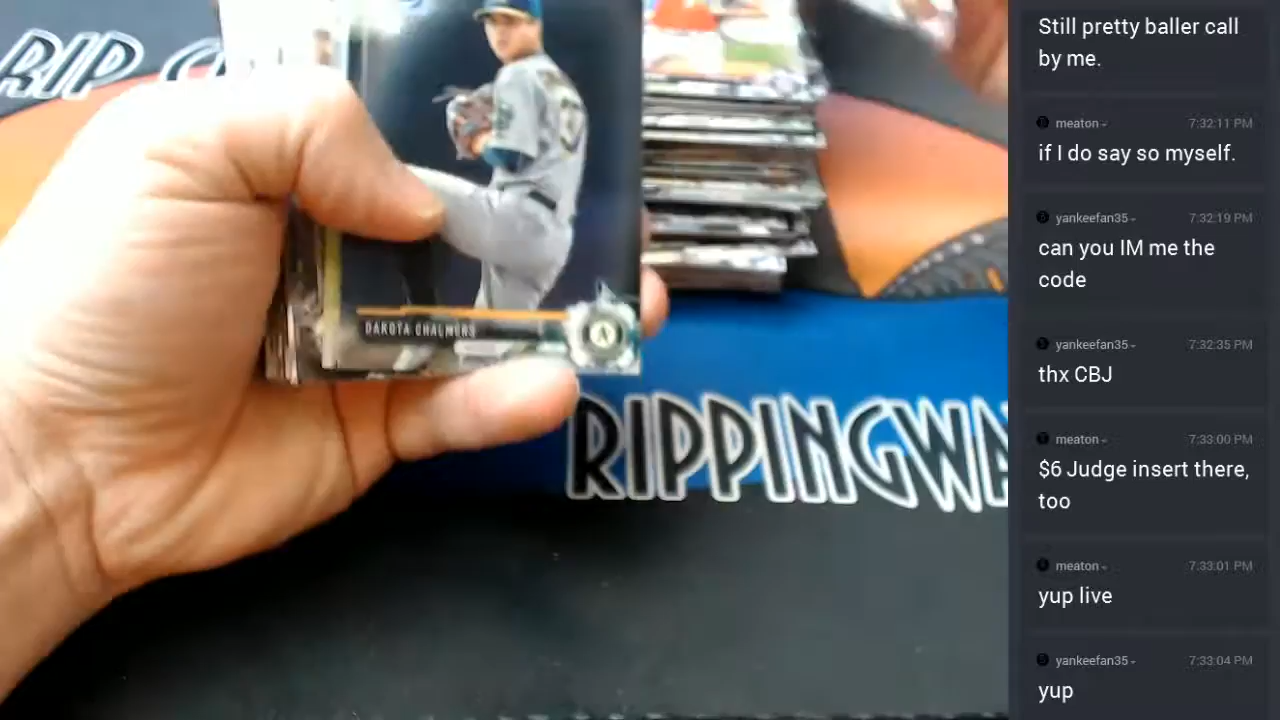 RIP
DAKOTA CHALMERS
A
RIPPINGWA
Still pretty baller call
by me.
meaton
7:32:11 PM
if I do say so myself.
yankeefan35
7:32:19 PM
can you IM me the
code
yankeefan35
7:32:35 PM
thx CBJ
meaton
7:33:00 PM
$6 Judge insert there,
too
meaton
7:33:01 PM
yup live
yankeefan35
7:33:04 PM
yup